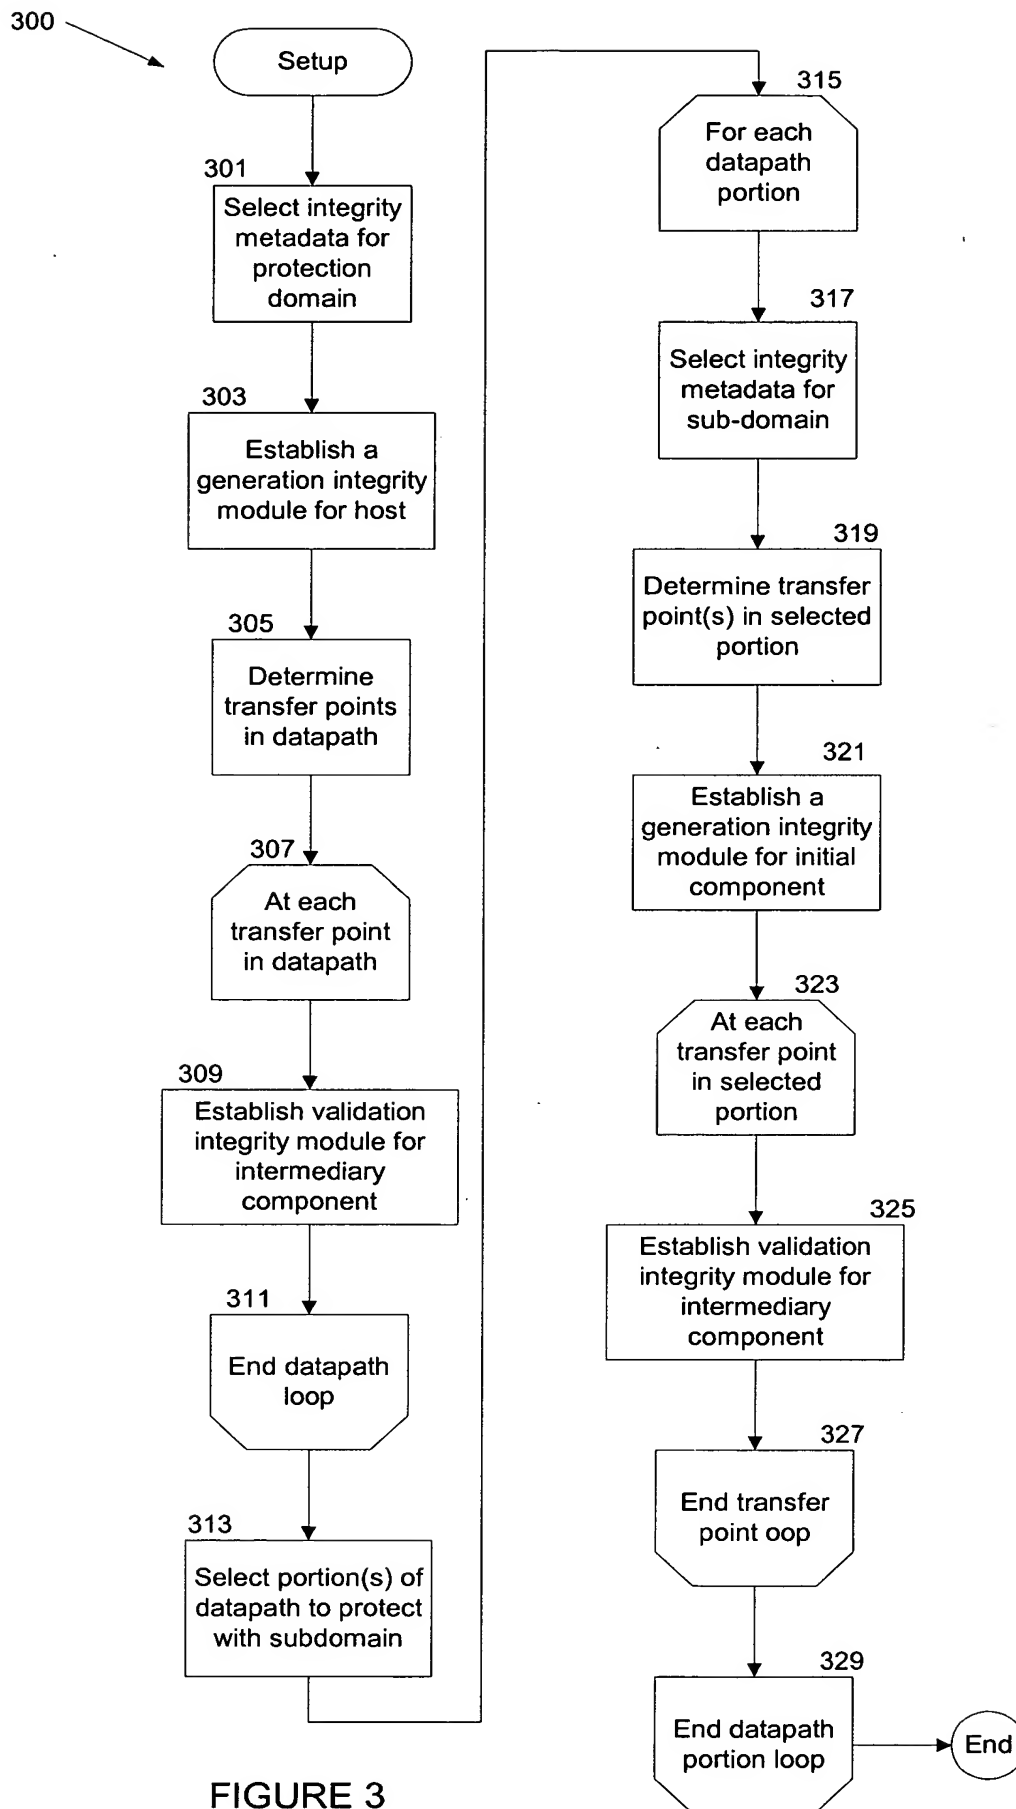 300
Setup
301
Select integrity
metadata for
protection
domain
303
Establish a
generation integrity
module for host
305
Determine
transfer points
in datapath
307
At each
transfer point
in datapath
309
Establish validation
integrity module for
intermediary
component
311
End datapath
loop
313
Select portion(s) of
datapath to protect
with subdomain
315
For each
datapath
portion
317
Select integrity
metadata for
sub-domain
319
Determine transfer
point(s) in selected
portion
321
Establish a
generation integrity
module for initial
component
323
At each
transfer point
in selected
portion
325
Establish validation
integrity module for
intermediary
component
327
End transfer
point oop
329
End datapath
portion loop
End
FIGURE 3